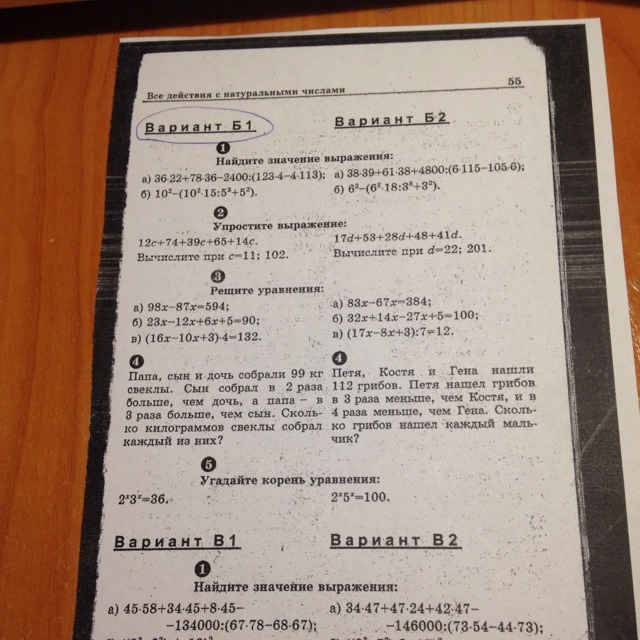 Все действия с натуральными числами 55
Вариант Б1 Вариант Б2
1
Найдите значение выражения:
а) 36·22+78·36–2400:(123·4–4·113); а) 38·39+61·38+4800:(6·115–105·6);
б) 10²–(10²·15:5³+5²). б) 6²–(6²·18:3³+3²).
2
Упростите выражение:
12c+74+39c+65+14c. 17d+53+28d+48+41d.
Вычислите при c=11; 102. Вычислите при d=22; 201.
3
Решите уравнения:
а) 98x–87x=594; а) 83x–67x=384;
б) 23x–12x+6x+5=90; б) 32x+14x–27x+5=100;
в) (16x–10x+3)·4=132. в) (17x–8x+3):7=12.
4 4
Папа, сын и дочь собрали 99 кг Петя, Костя и Гена нашли
свеклы. Сын собрал в 2 раза 112 грибов. Петя нашел грибов
больше, чем дочь, а папа – в в 3 раза меньше, чем Костя, и в
3 раза больше, чем сын. Сколь- 4 раза меньше, чем Гена. Сколь-
ко килограммов свеклы собрал ко грибов нашел каждый маль-
каждый из них? чик?
5
Угадайте корень уравнения:
2ˣ3ˣ=36. 2ˣ5ˣ=100.
Вариант В1 Вариант В2
1
Найдите значение выражения:
а) 45·58+34·45+8·45– а) 34·47+47·24+42·47–
–134000:(67·78–68·67); –146000:(73·54–44·73);